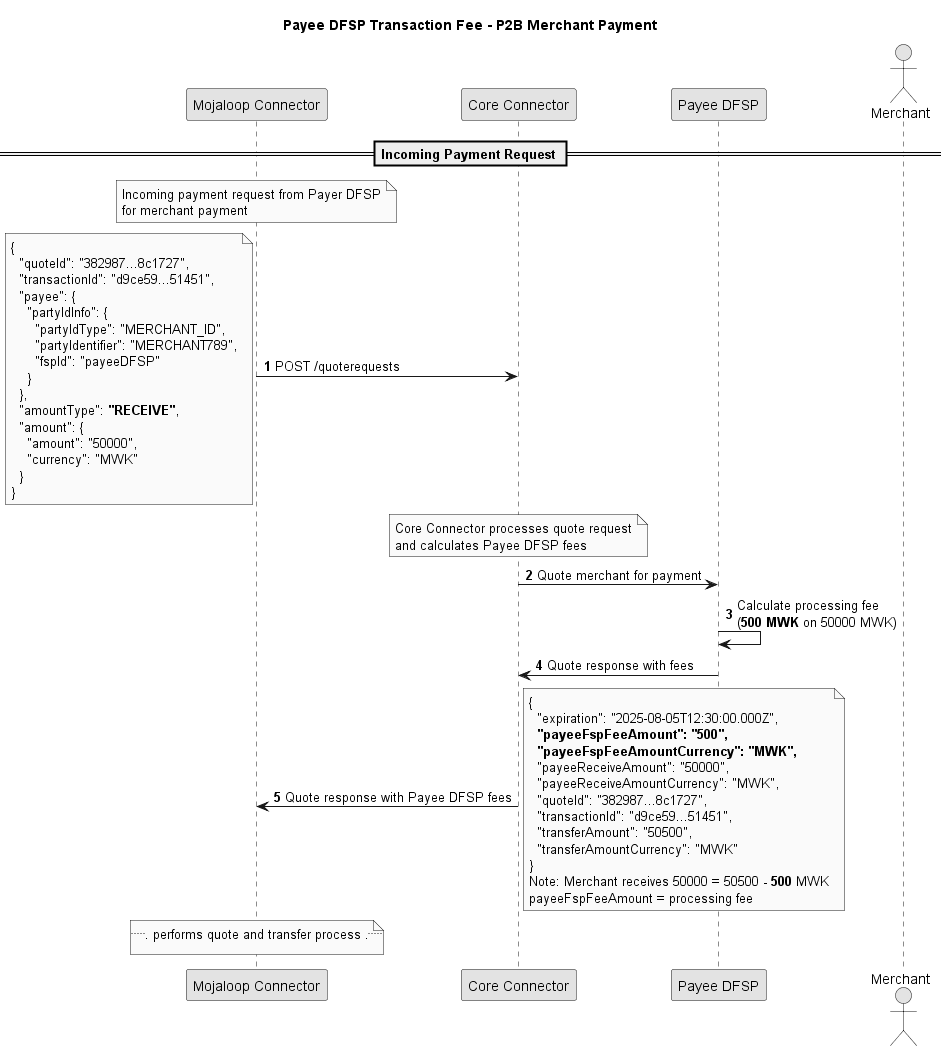 Payee DFSP Transaction Fee - P2B Merchant Payment
Merchant
Mojaloop Connector
Core Connector
Payee DFSP
Incoming Payment Request
Incoming payment request from Payer DFSP
for merchant payment
{
"quoteId": "382987...8c1727",
"transactionId": "d9ce59...51451",
"payee": {
"partyIdInfo": {
"partyIdType": "MERCHANT_ID",
"partyIdentifier": "MERCHANT789",
"fspId": "payeeDFSP"
}
},
"amountType": "RECEIVE",
"amount": {
"amount": "50000",
"currency": "MWK"
}
}
1 POST /quoterequests
Core Connector processes quote request
and calculates Payee DFSP fees
2 Quote merchant for payment
3 Calculate processing fee
(500 MWK on 50000 MWK)
4 Quote response with fees
{
"expiration": "2025-08-05T12:30:00.000Z",
"payeeFspFeeAmount": "500",
"payeeFspFeeAmountCurrency": "MWK",
"payeeReceiveAmount": "50000",
"payeeReceiveAmountCurrency": "MWK",
"quoteId": "382987...8c1727",
"transactionId": "d9ce59...51451",
"transferAmount": "50500",
"transferAmountCurrency": "MWK"
}
Note: Merchant receives 50000 = 50500 - 500 MWK
payeeFspFeeAmount = processing fee
5 Quote response with Payee DFSP fees
. performs quote and transfer process .
Mojaloop Connector
Core Connector
Payee DFSP
Merchant